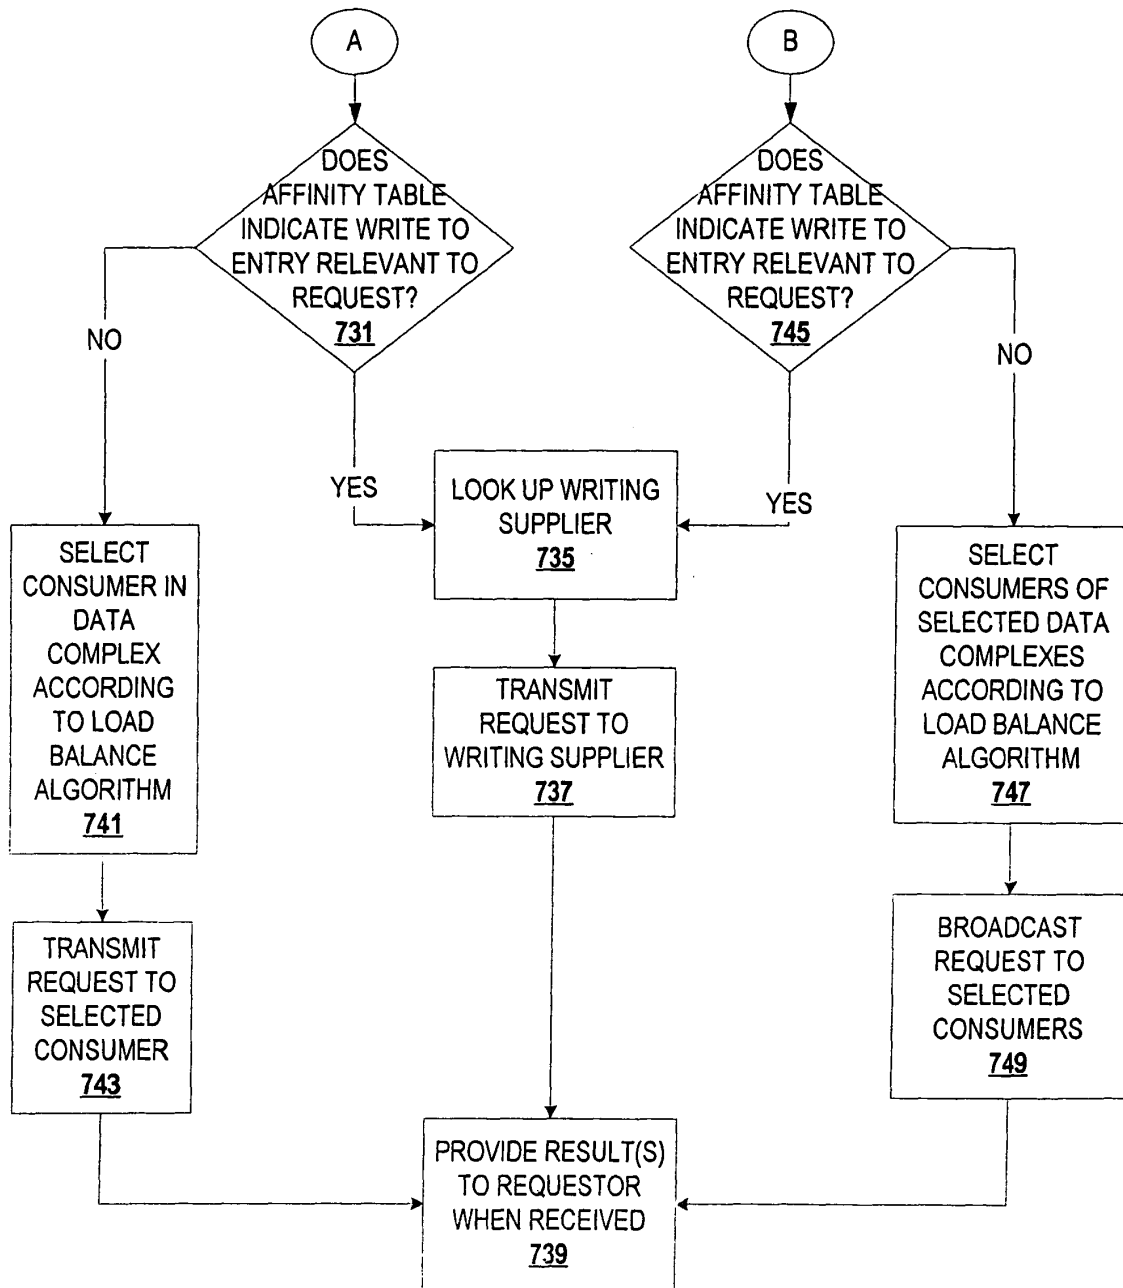 A
B
DOES
AFFINITY TABLE
INDICATE WRITE TO
ENTRY RELEVANT TO
REQUEST?
731
DOES
AFFINITY TABLE
INDICATE WRITE TO
ENTRY RELEVANT TO
REQUEST?
745
NO
NO
YES
YES
LOOK UP WRITING
SUPPLIER
735
SELECT
CONSUMER IN
DATA
COMPLEX
ACCORDING
TO LOAD
BALANCE
ALGORITHM
741
TRANSMIT
REQUEST TO
WRITING SUPPLIER
737
SELECT
CONSUMERS OF
SELECTED DATA
COMPLEXES
ACCORDING TO
LOAD BALANCE
ALGORITHM
747
TRANSMIT
REQUEST TO
SELECTED
CONSUMER
743
BROADCAST
REQUEST TO
SELECTED
CONSUMERS
749
PROVIDE RESULT(S)
TO REQUESTOR
WHEN RECEIVED
739